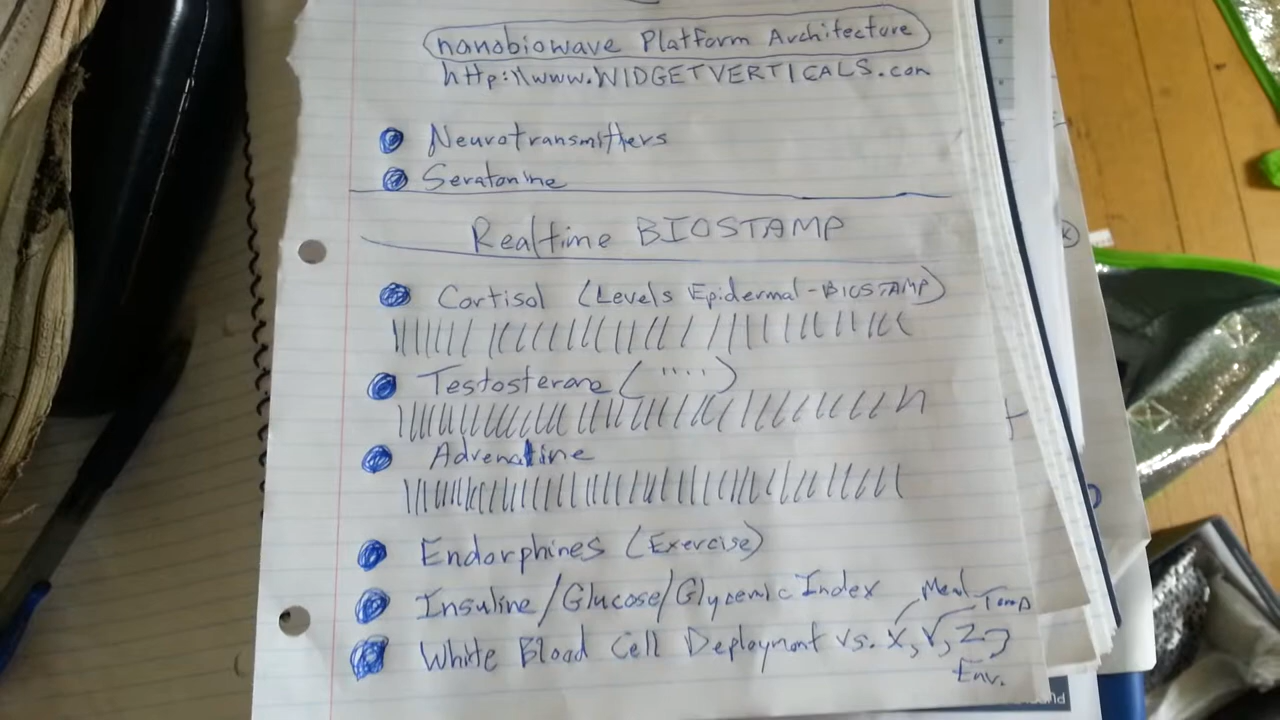 nanobiowave Platform Architecture
http://www.WIDGETVERTICALS.com
Neurotransmitters
Seratonine
Realtime BIOSTAMP
Cortisol (Levels Epidermal-BIOSTAMP)
Testosterone ( " " )
Adrenaline
Endorphines (Exercise)
Insuline/Glucose/Glycemic Index
Meal Temp
White Blood Cell Deployment vs. X, Y, Z
Env.